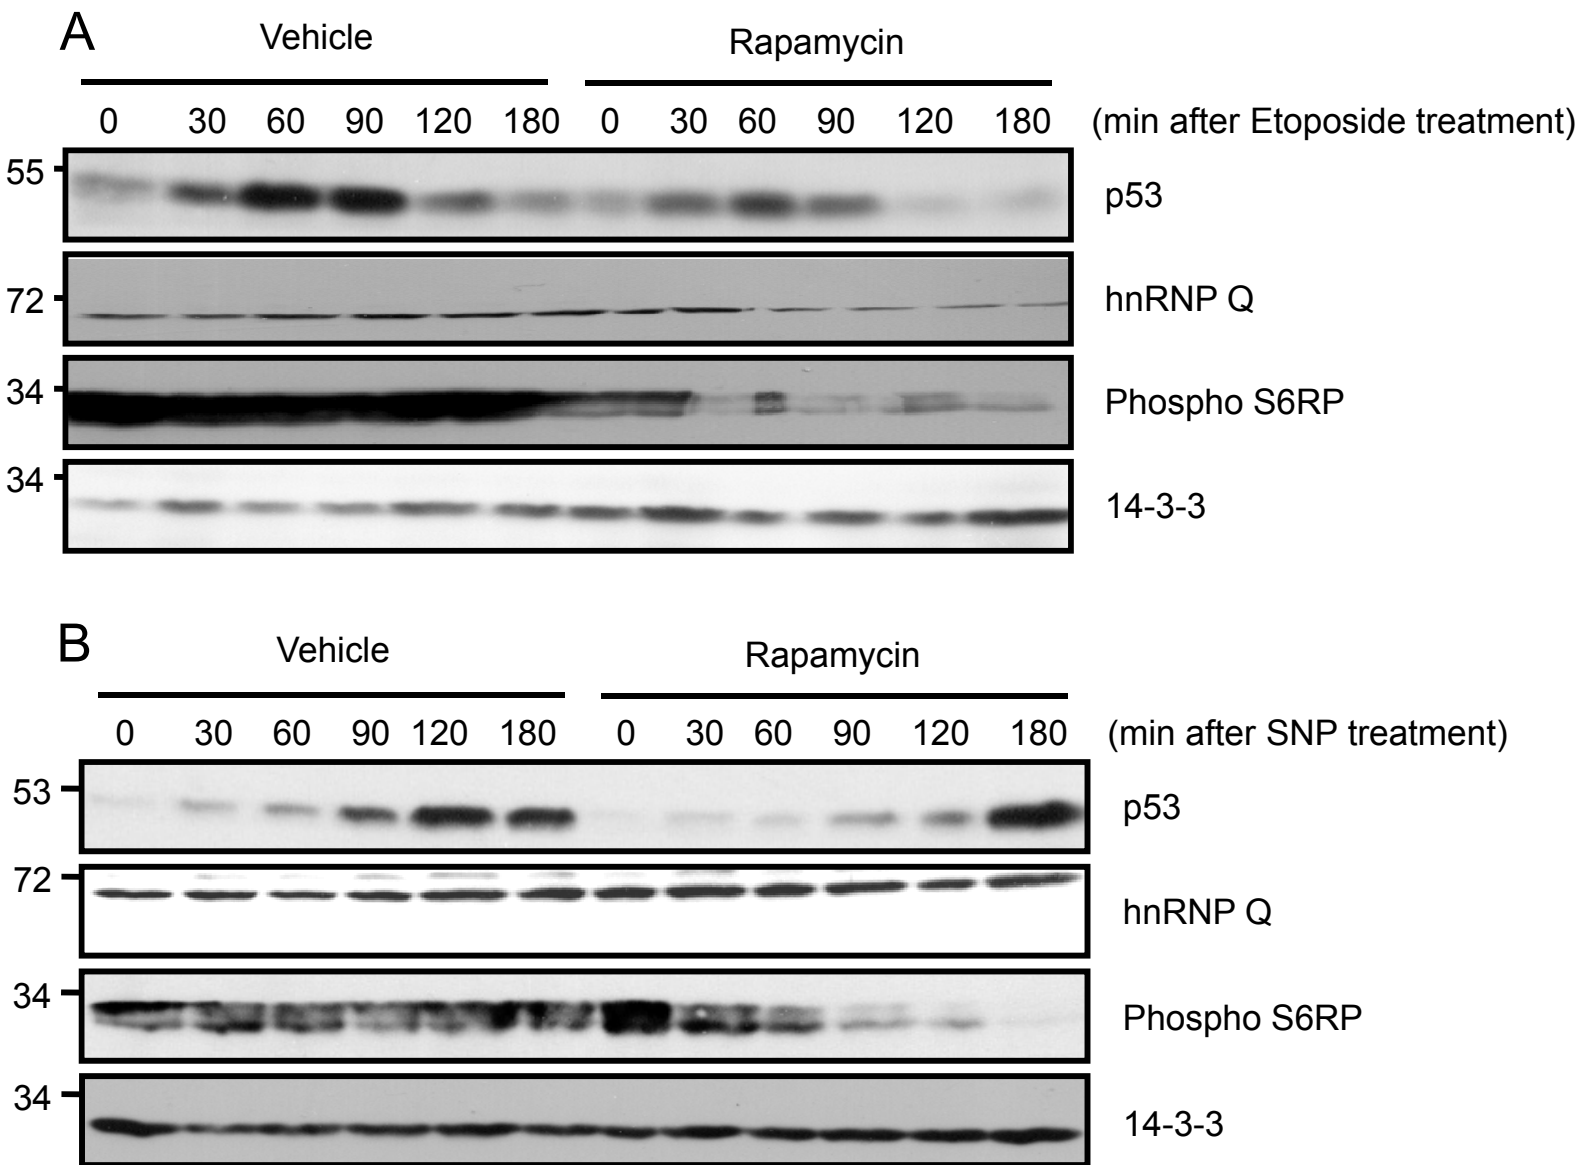 A
Vehicle Rapamycin
0 30 60 90 120 180 0 30 60 90 120 180 (min after Etoposide treatment)
55 p53
72 hnRNP Q
34 Phospho S6RP
34 14-3-3
B
Vehicle Rapamycin
0 30 60 90 120 180 0 30 60 90 120 180 (min after SNP treatment)
53 p53
72 hnRNP Q
34 Phospho S6RP
34 14-3-3